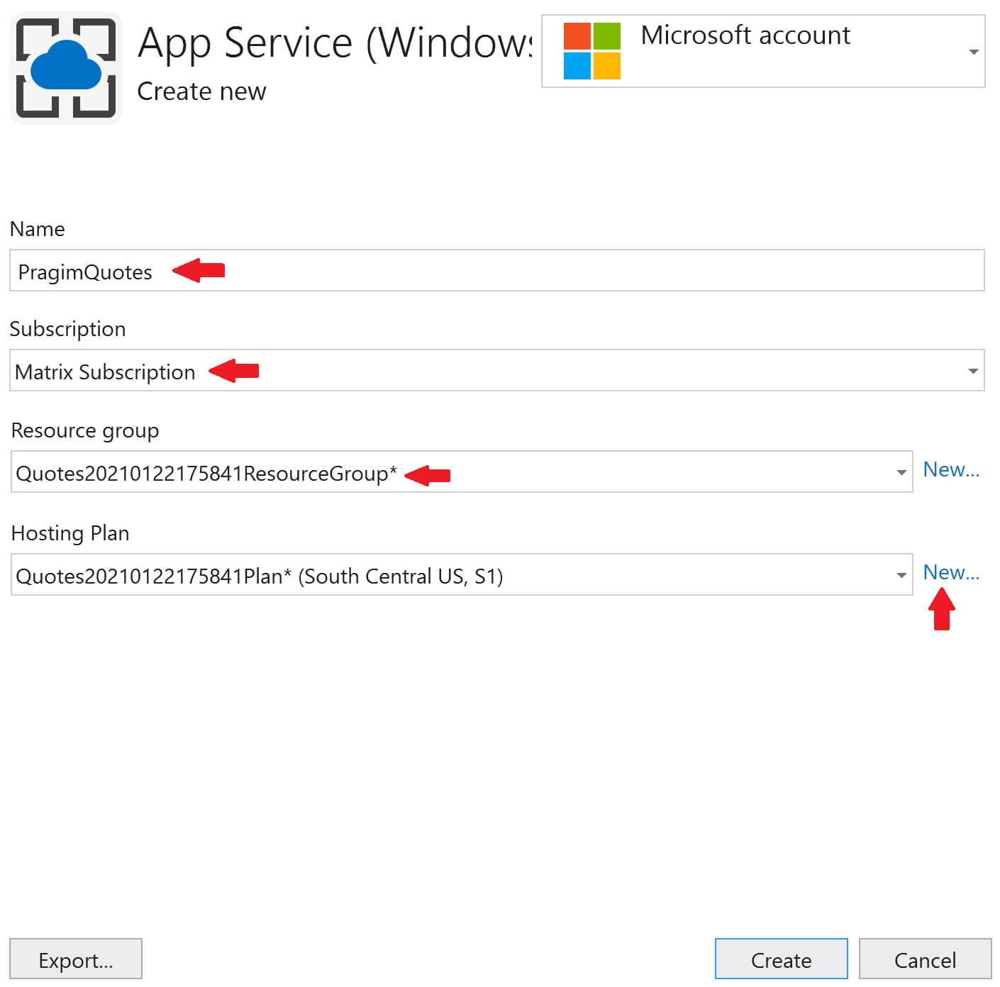 App Service (Windows
Create new
Microsoft account
Name
PragimQuotes
Subscription
Matrix Subscription
Resource group
Quotes20210122175841ResourceGroup*
New...
Hosting Plan
Quotes20210122175841Plan* (South Central US, S1)
New...
Export...
Create
Cancel